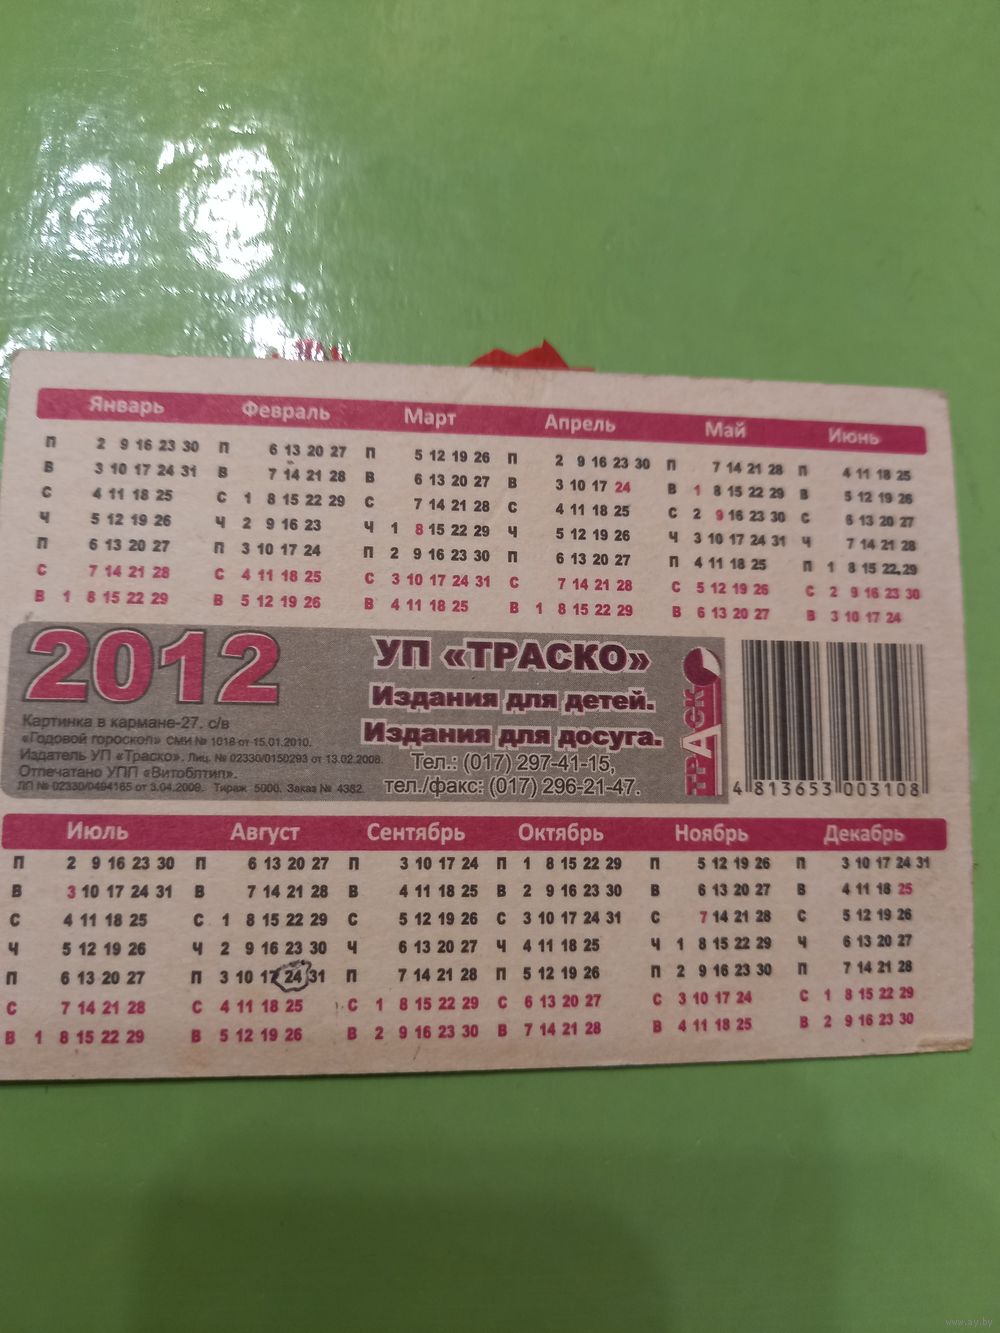 Январь Февраль Март Апрель Май Июнь
П 2 9 16 23 30 П 6 13 20 27 П 5 12 19 26 П 2 9 16 23 30 П 7 14 21 28 П 4 11 18 25
В 3 10 17 24 31 В 7 14 21 28 В 6 13 20 27 В 3 10 17 24 В 1 8 15 22 29 В 5 12 19 26
С 4 11 18 25 С 1 8 15 22 29 С 7 14 21 28 С 4 11 18 25 С 2 9 16 23 30 С 6 13 20 27
Ч 5 12 19 26 Ч 2 9 16 23 Ч 1 8 15 22 29 Ч 5 12 19 26 Ч 3 10 17 24 31 Ч 7 14 21 28
П 6 13 20 27 П 3 10 17 24 П 2 9 16 23 30 П 6 13 20 27 П 4 11 18 25 П 1 8 15 22 29
С 7 14 21 28 С 4 11 18 25 С 3 10 17 24 31 С 7 14 21 28 С 5 12 19 26 С 2 9 16 23 30
В 1 8 15 22 29 В 5 12 19 26 В 4 11 18 25 В 1 8 15 22 29 В 6 13 20 27 В 3 10 17 24
2012
Картинка в кармане-27. с/в
«Годовой гороскоп» СМИ № 1018 от 15.01.2010.
Издатель УП «Траско». Лиц. № 02330/0150293 от 13.02.2008.
Отпечатано УПП «Витоблтип».
ЛП № 02330/0494165 от 3.04.2009. Тираж 5000. Заказ № 4362.
УП «ТРАСКО»
Издания для детей.
Издания для досуга.
Тел.: (017) 297-41-15,
тел./факс: (017) 296-21-47.
ТРАСКО
4 813653 003108
Июль Август Сентябрь Октябрь Ноябрь Декабрь
П 2 9 16 23 30 П 6 13 20 27 П 3 10 17 24 П 1 8 15 22 29 П 5 12 19 26 П 3 10 17 24 31
В 3 10 17 24 31 В 7 14 21 28 В 4 11 18 25 В 2 9 16 23 30 В 6 13 20 27 В 4 11 18 25
С 4 11 18 25 С 1 8 15 22 29 С 5 12 19 26 С 3 10 17 24 31 С 7 14 21 28 С 5 12 19 26
Ч 5 12 19 26 Ч 2 9 16 23 30 Ч 6 13 20 27 Ч 4 11 18 25 Ч 1 8 15 22 29 Ч 6 13 20 27
П 6 13 20 27 П 3 10 17 24 31 П 7 14 21 28 П 5 12 19 26 П 2 9 16 23 30 П 7 14 21 28
С 7 14 21 28 С 4 11 18 25 С 1 8 15 22 29 С 6 13 20 27 С 3 10 17 24 С 1 8 15 22 29
В 1 8 15 22 29 В 5 12 19 26 В 2 9 16 23 30 В 7 14 21 28 В 4 11 18 25 В 2 9 16 23 30
www.ay.by